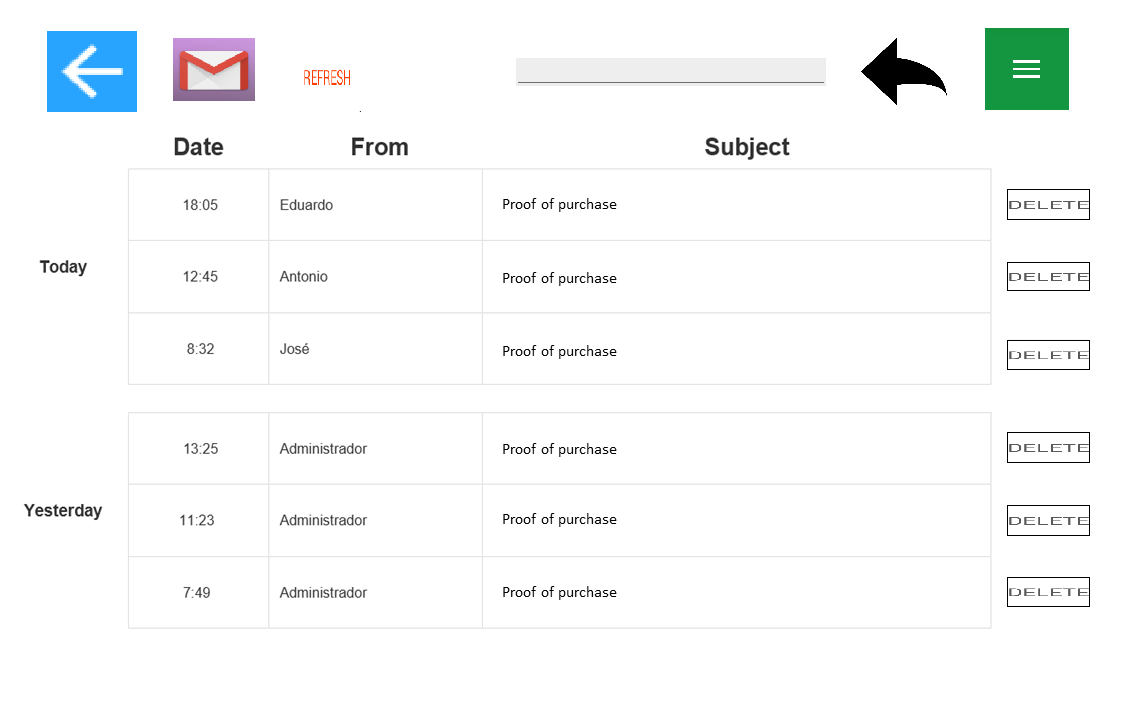 REFRESH
Date From Subject
18:05 Eduardo Proof of purchase DELETE
Today
12:45 Antonio Proof of purchase DELETE
8:32 José Proof of purchase DELETE
13:25 Administrador Proof of purchase DELETE
Yesterday
11:23 Administrador Proof of purchase DELETE
7:49 Administrador Proof of purchase DELETE